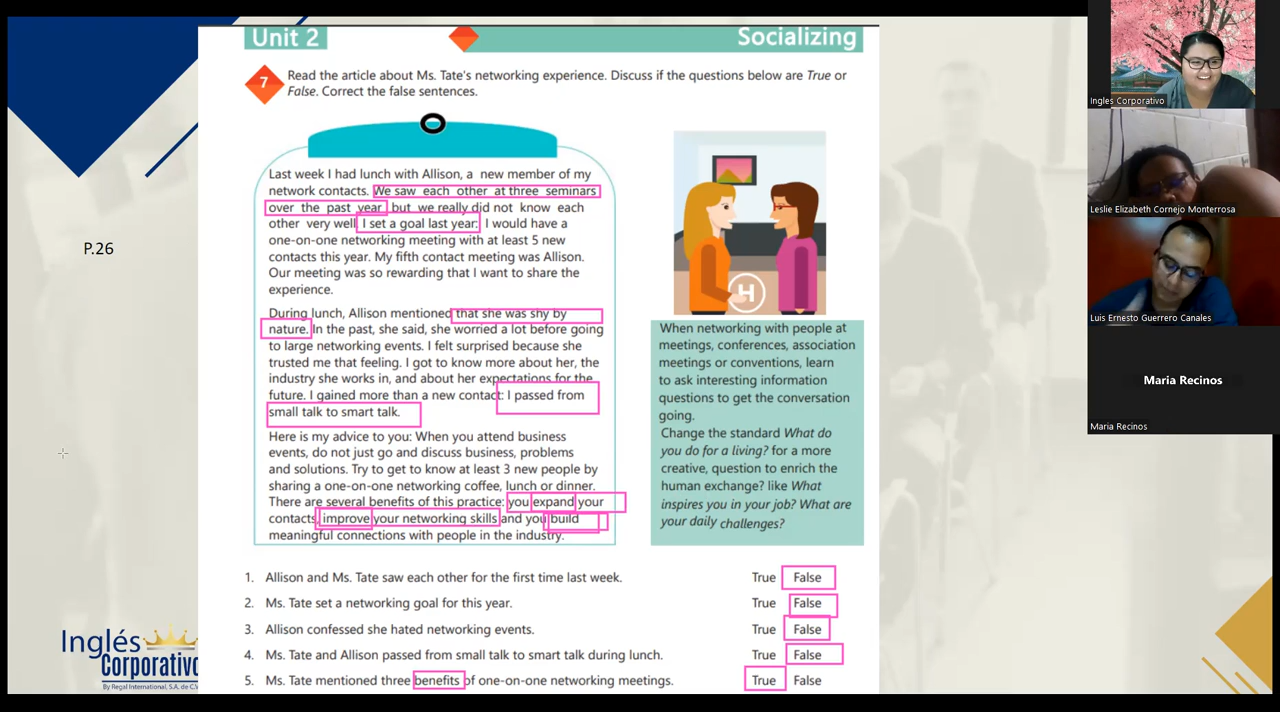 Unit 2
Socializing
7
Read the article about Ms. Tate's networking experience. Discuss if the questions below are True or
False. Correct the false sentences.
Last week I had lunch with Allison, a new member of my
network contacts. We saw each other at three seminars
over the past year but we really did not know each
other very well. I set a goal last year: I would have a
one-on-one networking meeting with at least 5 new
contacts this year. My fifth contact meeting was Allison.
Our meeting was so rewarding that I want to share the
experience.
During lunch, Allison mentioned that she was shy by
nature. In the past, she said, she worried a lot before going
to large networking events. I felt surprised because she
trusted me that feeling. I got to know more about her, the
industry she works in, and about her expectations for the
future. I gained more than a new contact: I passed from
small talk to smart talk.
Here is my advice to you: When you attend business
events, do not just go and discuss business, problems
and solutions. Try to get to know at least 3 new people by
sharing a one-on-one networking coffee, lunch or dinner.
There are several benefits of this practice: you expand your
contacts, improve your networking skills and you build
meaningful connections with people in the industry.
H
When networking with people at
meetings, conferences, association
meetings or conventions, learn
to ask interesting information
questions to get the conversation
going.
Change the standard What do
you do for a living? for a more
creative, question to enrich the
human exchange? like What
inspires you in your job? What are
your daily challenges?
1. Allison and Ms. Tate saw each other for the first time last week. True False
2. Ms. Tate set a networking goal for this year. True False
3. Allison confessed she hated networking events. True False
4. Ms. Tate and Allison passed from small talk to smart talk during lunch. True False
5. Ms. Tate mentioned three benefits of one-on-one networking meetings. True False
P.26
Inglés
Corporativo
By Regal International, S.A. de C.V.
Ingles Corporativo
Leslie Elizabeth Cornejo Monterrosa
Luis Ernesto Guerrero Canales
Maria Recinos
Maria Recinos